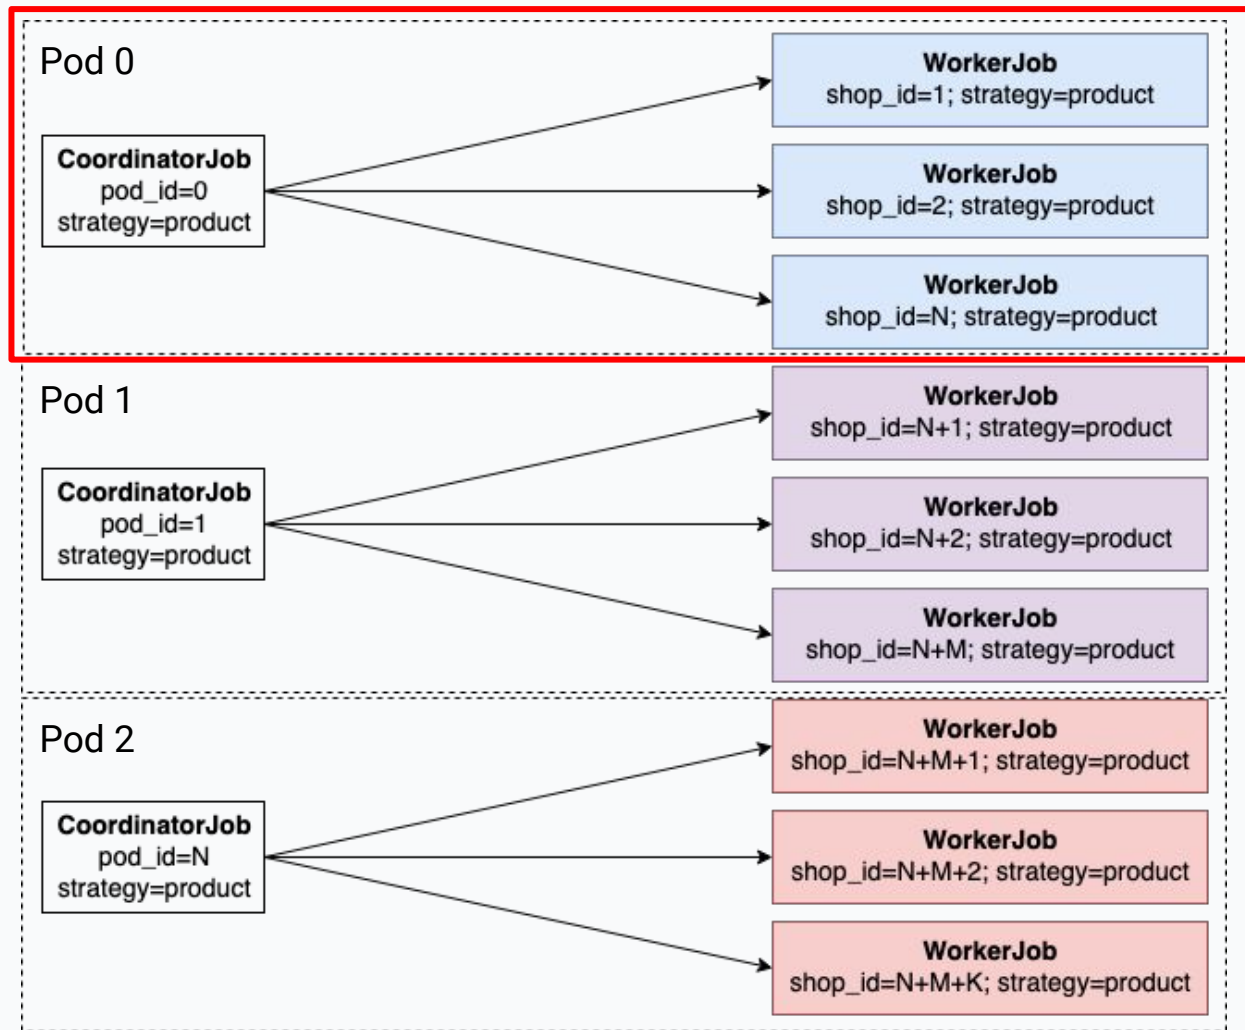 Pod 0
CoordinatorJob
pod_id=0
strategy=product
WorkerJob
shop_id=1; strategy=product
WorkerJob
shop_id=2; strategy=product
WorkerJob
shop_id=N; strategy=product
Pod 1
CoordinatorJob
pod_id=1
strategy=product
WorkerJob
shop_id=N+1; strategy=product
WorkerJob
shop_id=N+2; strategy=product
WorkerJob
shop_id=N+M; strategy=product
Pod 2
CoordinatorJob
pod_id=N
strategy=product
WorkerJob
shop_id=N+M+1; strategy=product
WorkerJob
shop_id=N+M+2; strategy=product
WorkerJob
shop_id=N+M+K; strategy=product